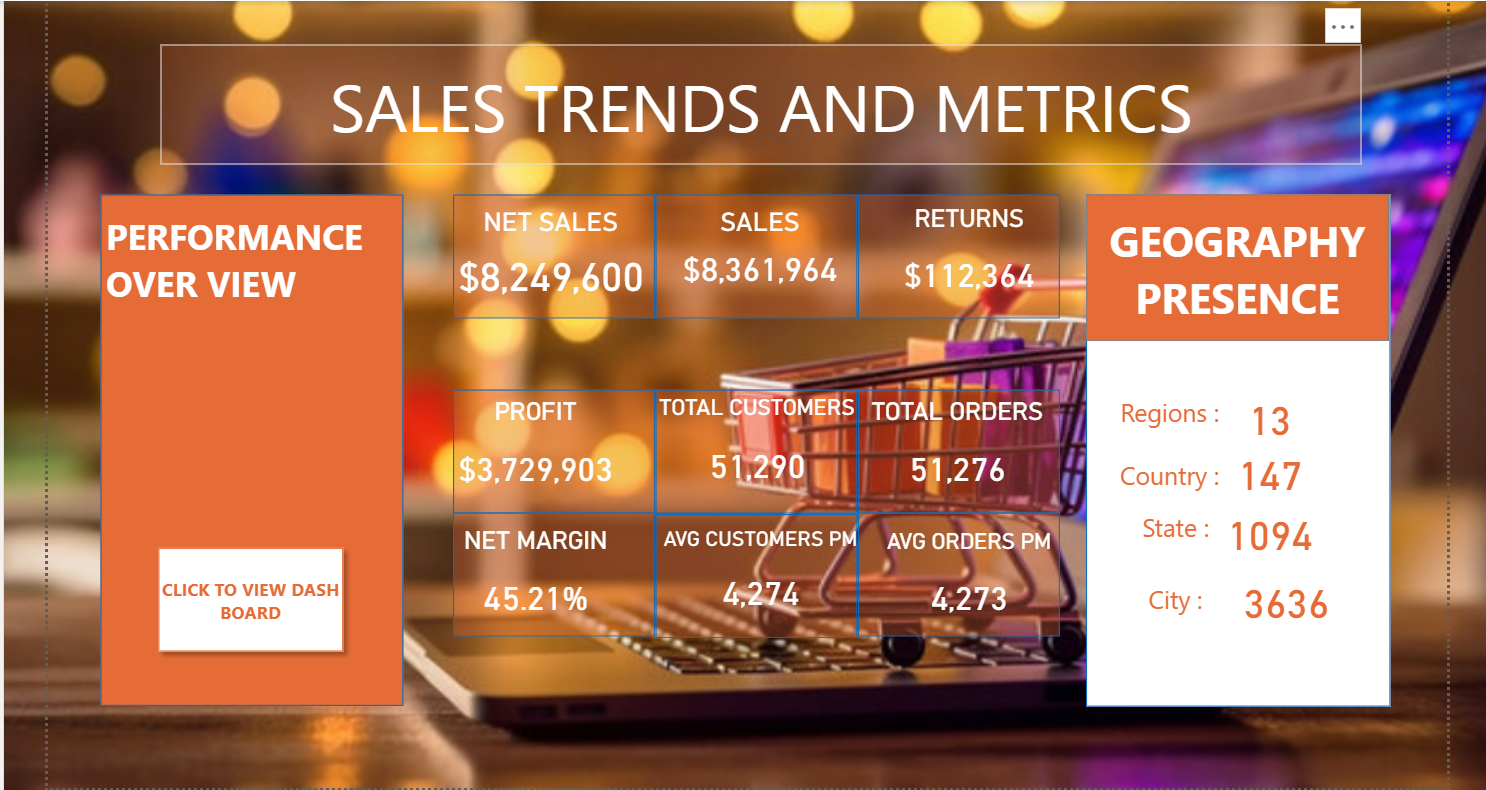 SALES TRENDS AND METRICS
PERFORMANCE
OVER VIEW
CLICK TO VIEW DASH
BOARD
NET SALES
$8,249,600
SALES
$8,361,964
RETURNS
$112,364
PROFIT
$3,729,903
TOTAL CUSTOMERS
51,290
TOTAL ORDERS
51,276
NET MARGIN
45.21%
AVG CUSTOMERS PM
4,274
AVG ORDERS PM
4,273
GEOGRAPHY
PRESENCE
Regions : 13
Country : 147
State : 1094
City : 3636